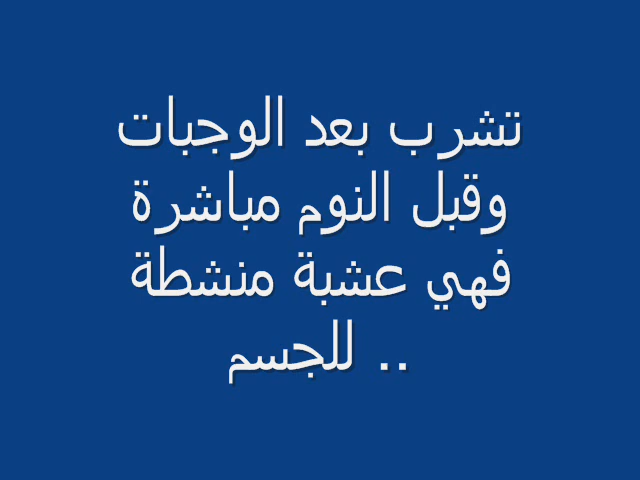 تشرب بعد الوجبات
وقبل النوم مباشرة
فهي عشبة منشطة
.. للجسم